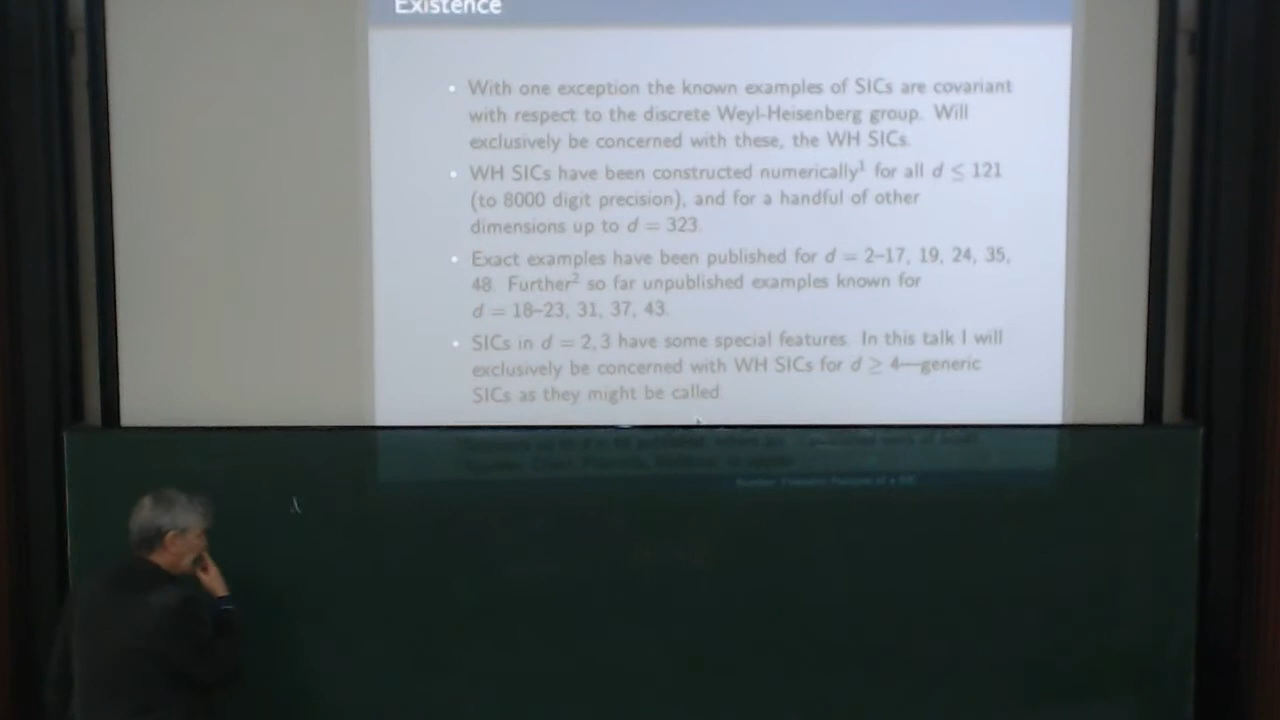 Existence
With one exception the known examples of SICs are covariant
with respect to the discrete Weyl-Heisenberg group. Will
exclusively be concerned with these, the WH SICs.
WH SICs have been constructed numerically¹ for all d ≤ 121
(to 8000 digit precision), and for a handful of other
dimensions up to d = 323.
Exact examples have been published for d = 2–17, 19, 24, 35,
48. Further² so far unpublished examples known for
d = 18–23, 31, 37, 43.
SICs in d = 2, 3 have some special features. In this talk I will
exclusively be concerned with WH SICs for d ≥ 4—generic
SICs as they might be called.